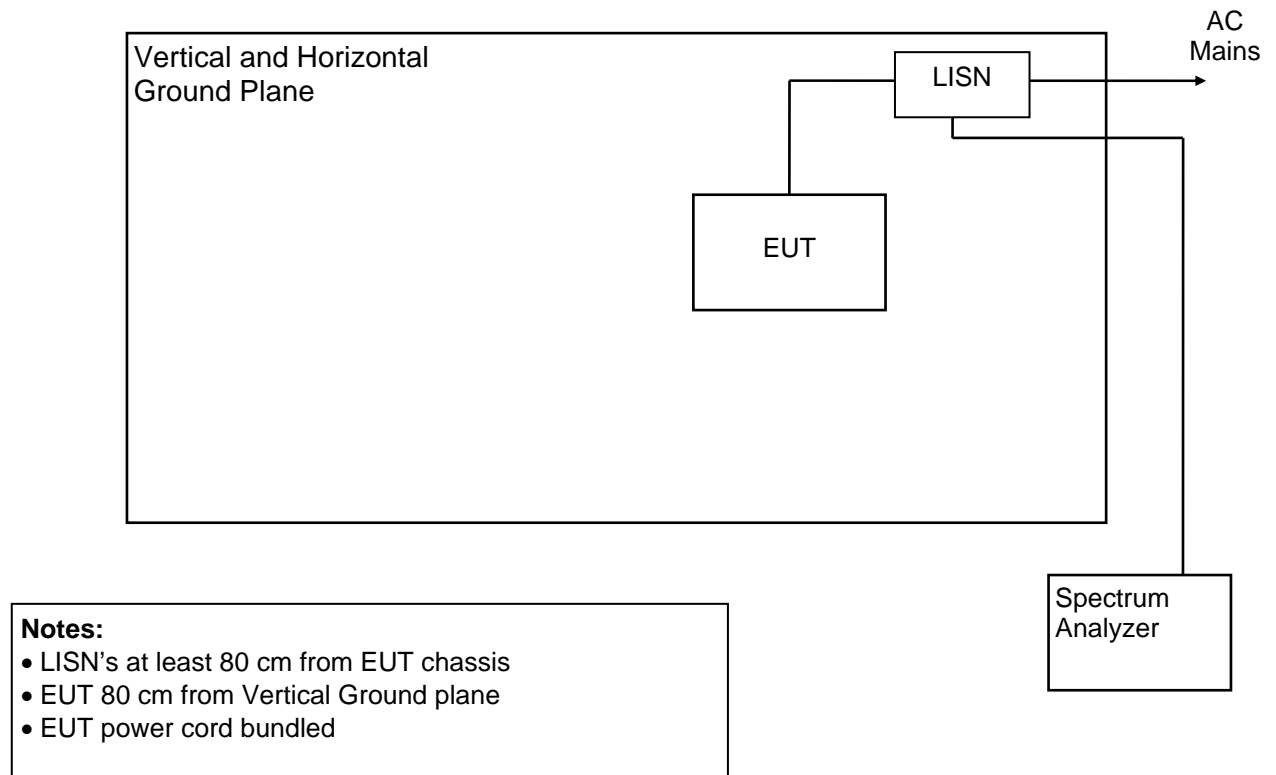 AC
Mains
Vertical and Horizontal
Ground Plane
LISN
EUT
Spectrum
Analyzer
Notes:
• LISN’s at least 80 cm from EUT chassis
• EUT 80 cm from Vertical Ground plane
• EUT power cord bundled